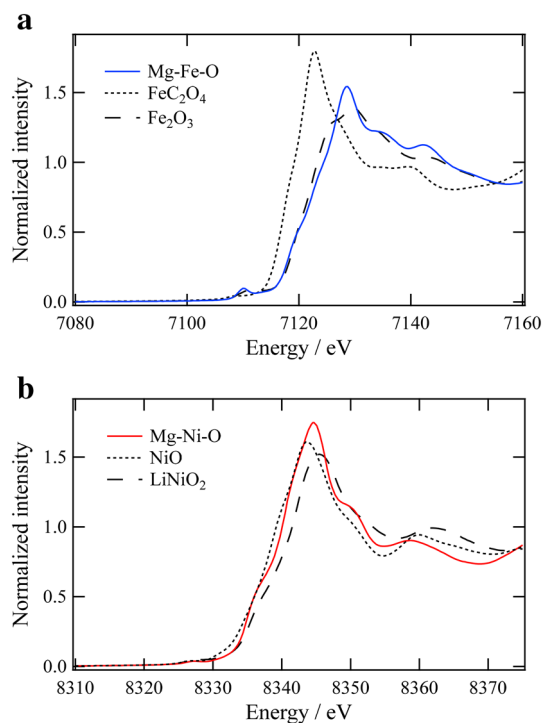 a
Normalized intensity
1.5
1.0
0.5
0.0
Mg-Fe-O
FeC₂O₄
Fe₂O₃
7080 7100 7120 7140 7160
Energy / eV
b
Normalized intensity
1.5
1.0
0.5
0.0
Mg-Ni-O
NiO
LiNiO₂
8310 8320 8330 8340 8350 8360 8370
Energy / eV